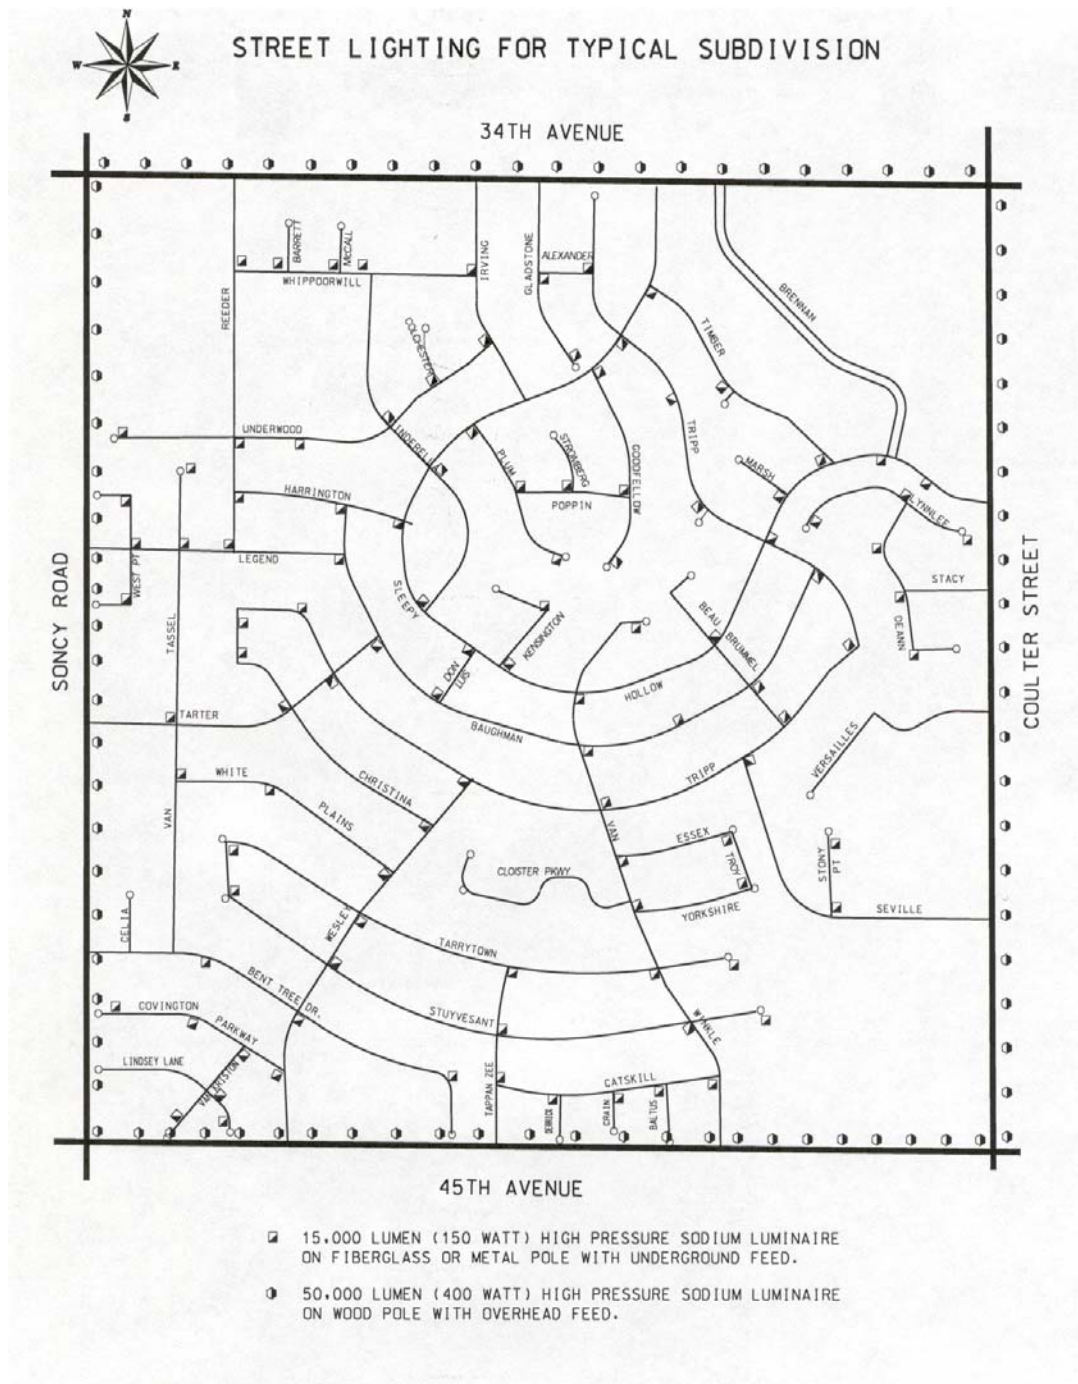 N
W
E
S
STREET LIGHTING FOR TYPICAL SUBDIVISION
34TH AVENUE
BARRETT
McCALL
IRVING
GLADSTONE
ALEXANDER
WHIPPOORWILL
BRENNAN
REEDER
TIMBER
COLCHESTER
UNDERWOOD
CINDERELLA
PLUM
STROMBERG
GOODFELLOW
TRIPP
MARSH
HARRINGTON
POPPIN
LYNNLEE
LEGEND
WEST PT
STACY
SLEEPY
BEAU
BRUMMEL
DEANN
SONCY ROAD
COULTER STREET
TASSEL
KENSINGTON
DON
LUIS
HOLLOW
TARTER
BAUGHMAN
VERSAILLES
WHITE
PLAINS
CHRISTINA
TRIPP
VAN
VAN
ESSEX
TROY
STONY
PT
CLOISTER PKWY
YORKSHIRE
SEVILLE
CELIA
WESLEY
TARRYTOWN
BENT TREE DR.
STUYVESANT
WINKLE
COVINGTON
PARKWAY
LINDSEY LANE
TAPPAN ZEE
CATSKILL
DERRICK
CRAIN
BALTUS
45TH AVENUE
15,000 LUMEN (150 WATT) HIGH PRESSURE SODIUM LUMINAIRE
ON FIBERGLASS OR METAL POLE WITH UNDERGROUND FEED.
50,000 LUMEN (400 WATT) HIGH PRESSURE SODIUM LUMINAIRE
ON WOOD POLE WITH OVERHEAD FEED.